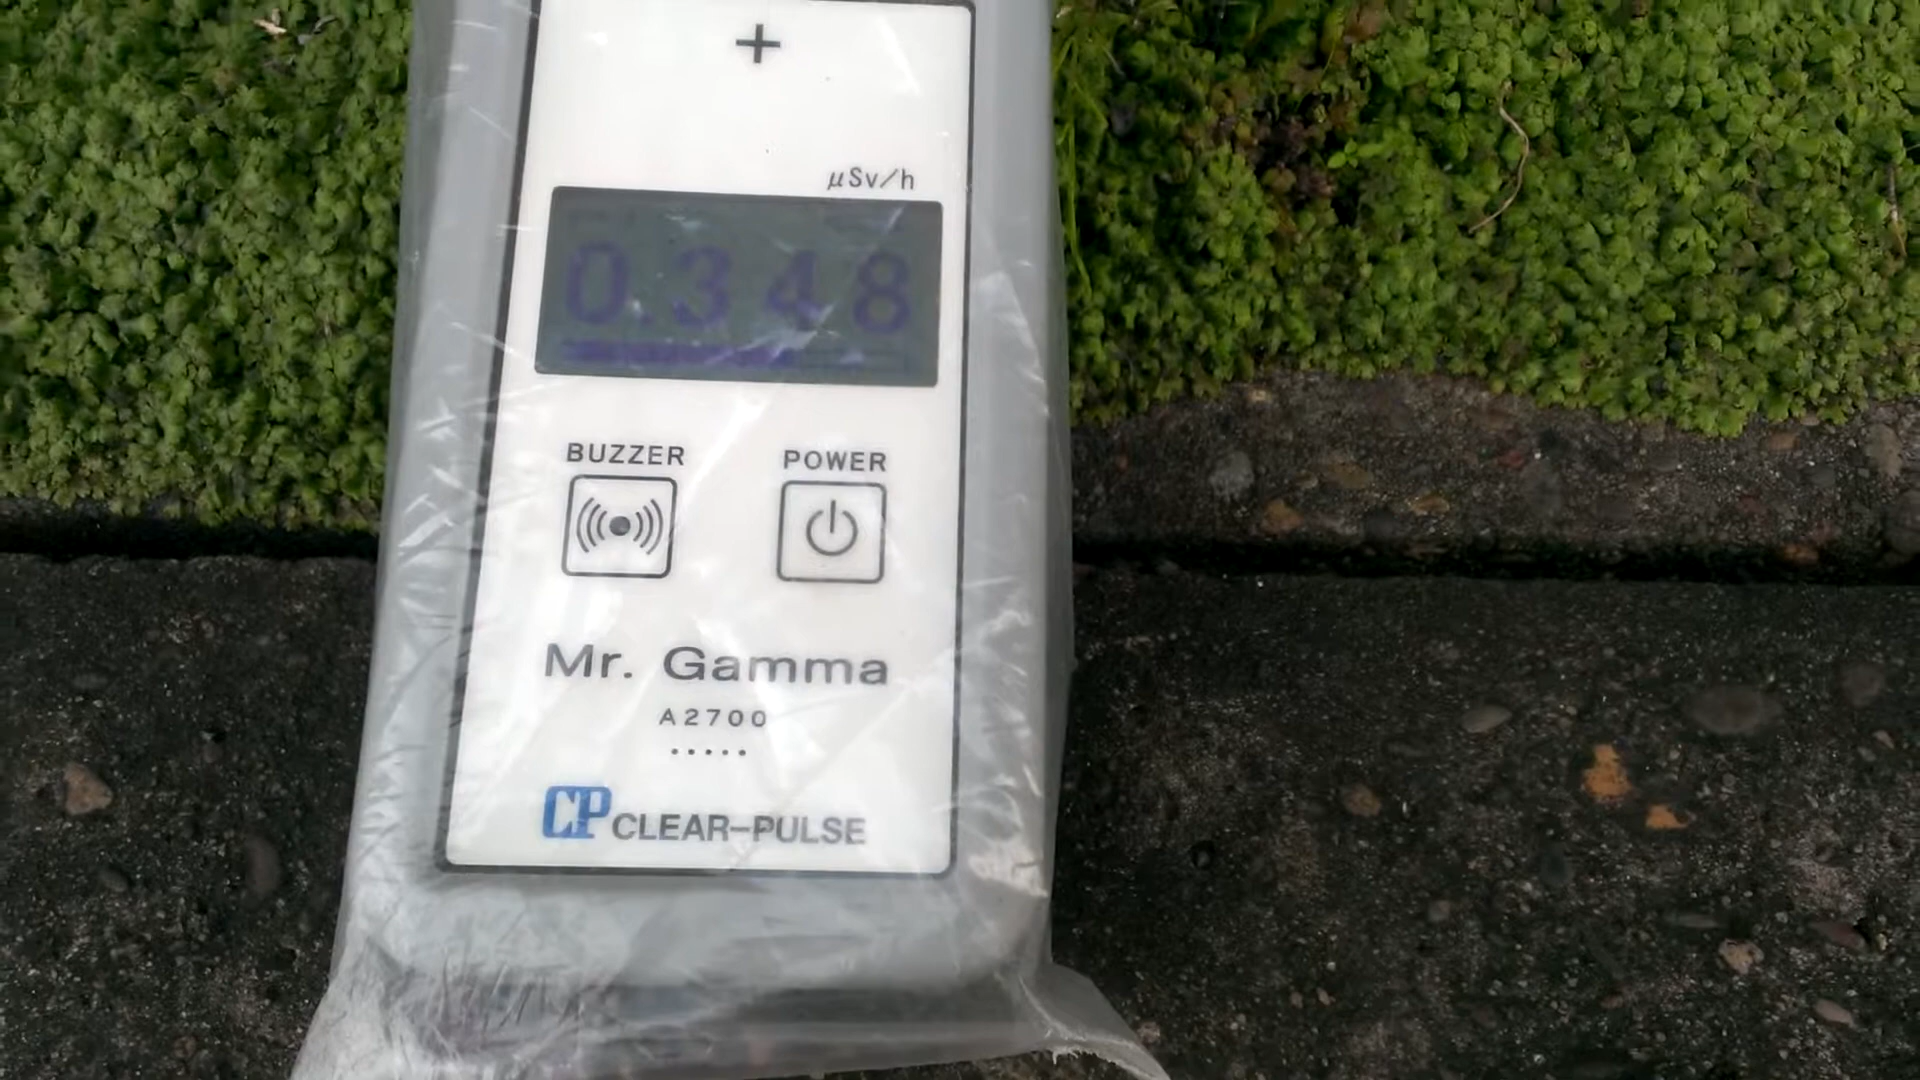 +
μSv/h
0.348
BUZZER POWER
Mr. Gamma
A2700
CP CLEAR-PULSE